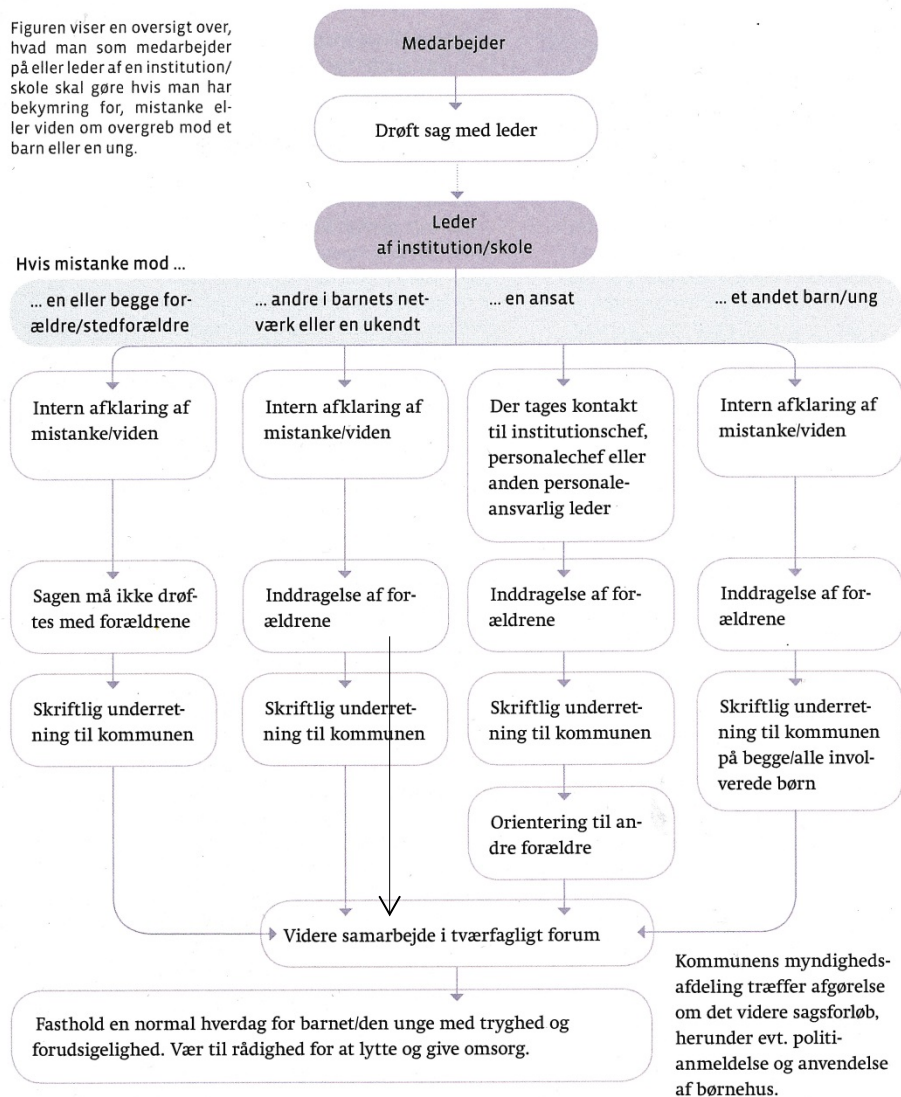 Figuren viser en oversigt over,
hvad man som medarbejder
på eller leder af en institution/
skole skal gøre hvis man har
bekymring for, mistanke el-
ler viden om overgreb mod et
barn eller en ung.
Medarbejder
Drøft sag med leder
Leder
af institution/skole
Hvis mistanke mod ...
... en eller begge for-
ældre/stedforældre
... andre i barnets net-
værk eller en ukendt
... en ansat
... et andet barn/ung
Intern afklaring af
mistanke/viden
Intern afklaring af
mistanke/viden
Der tages kontakt
til institutionschef,
personalechef eller
anden personale-
ansvarlig leder
Intern afklaring af
mistanke/viden
Sagen må ikke drøf-
tes med forældrene
Inddragelse af for-
ældrene
Inddragelse af for-
ældrene
Inddragelse af for-
ældrene
Skriftlig underret-
ning til kommunen
Skriftlig underret-
ning til kommunen
Skriftlig underret-
ning til kommunen
Skriftlig underret-
ning til kommunen
på begge/alle invol-
verede børn
Orientering til an-
dre forældre
Videre samarbejde i tværfagligt forum
Fasthold en normal hverdag for barnet/den unge med tryghed og
forudsigelighed. Vær til rådighed for at lytte og give omsorg.
Kommunens myndigheds-
afdeling træffer afgørelse
om det videre sagsforløb,
herunder evt. politi-
anmeldelse og anvendelse
af børnehus.